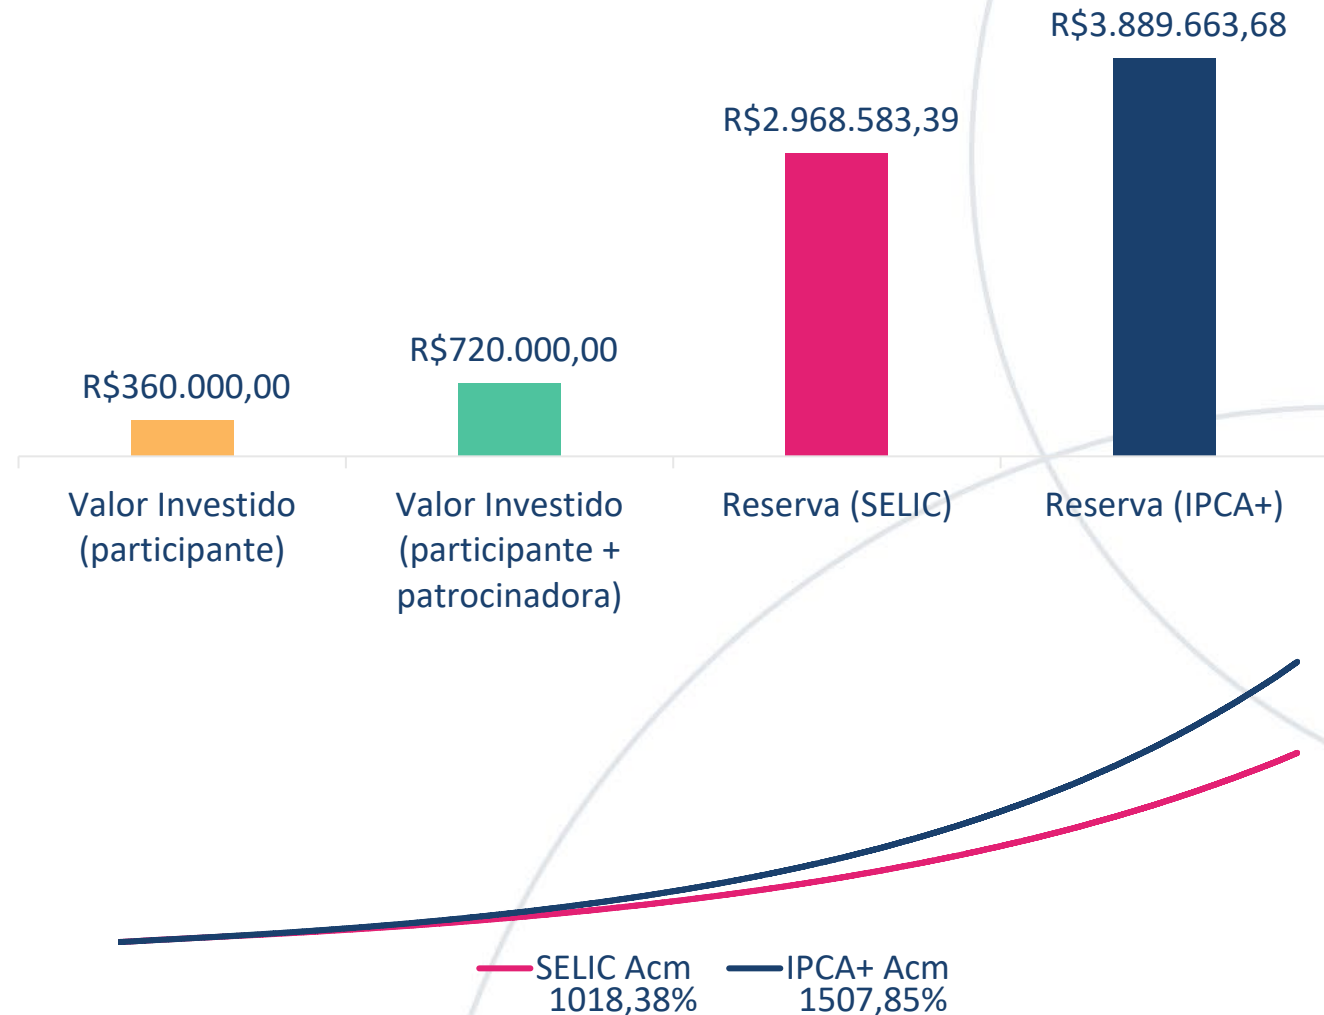 R$3.889.663,68
R$2.968.583,39
R$720.000,00
R$360.000,00
Valor Investido
(participante)
Valor Investido
(participante +
patrocinadora)
Reserva (SELIC)
Reserva (IPCA+)
SELIC Acm
1018,38%
IPCA+ Acm
1507,85%